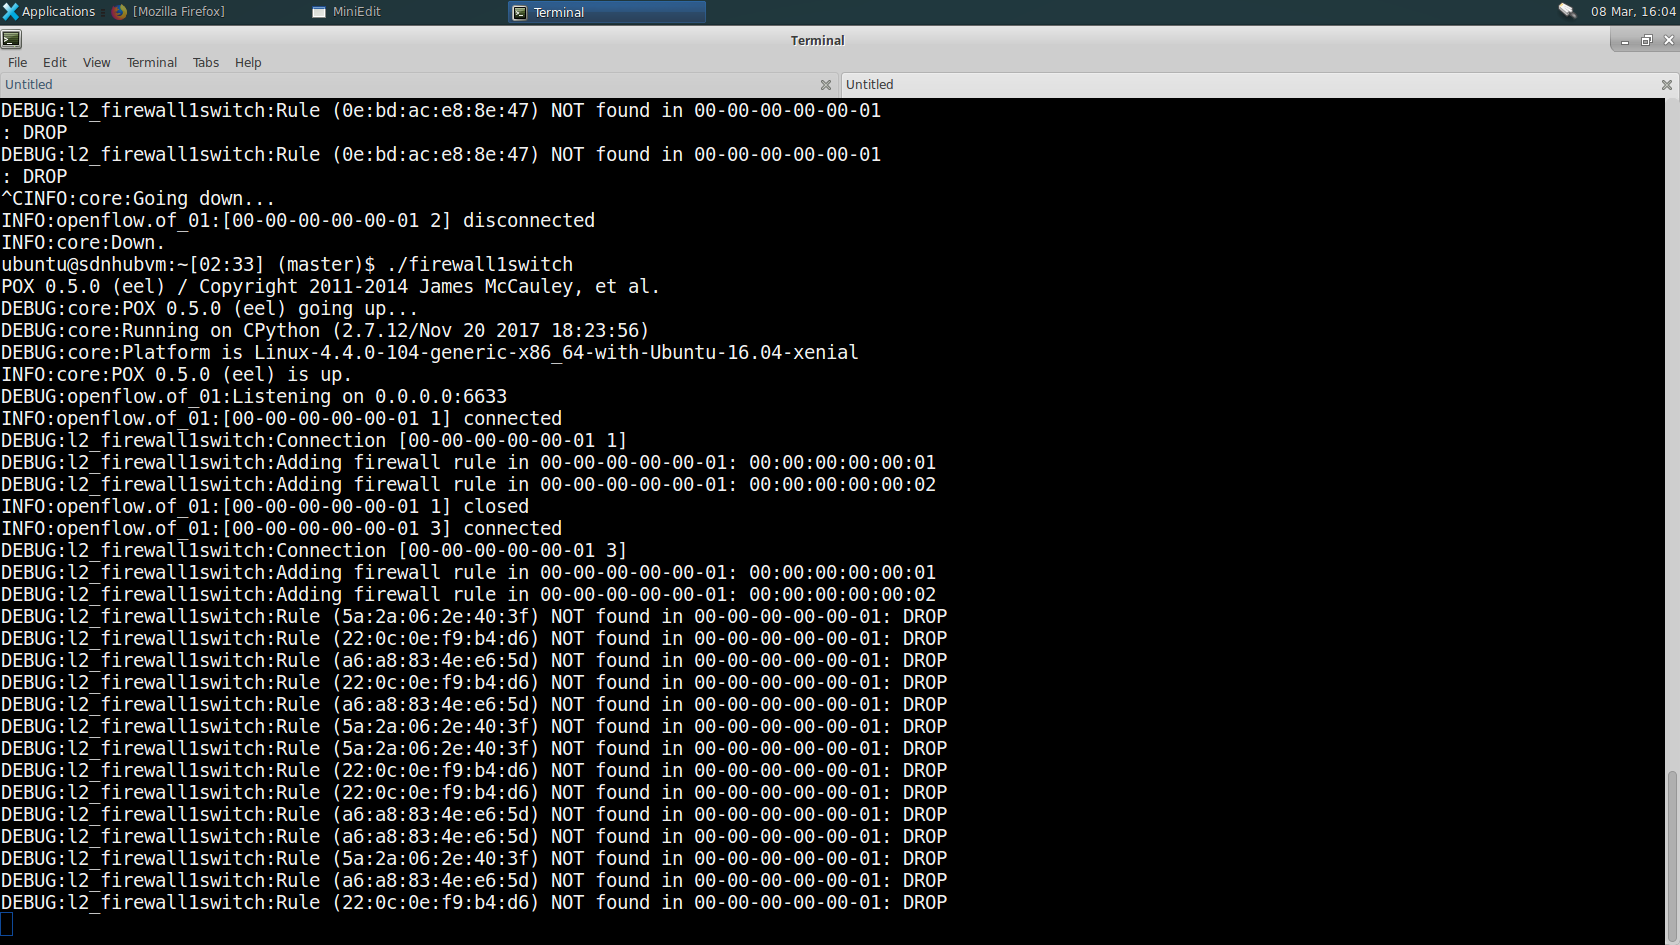 Applications [Mozilla Firefox] MiniEdit Terminal 08 Mar, 16:04
Terminal
File Edit View Terminal Tabs Help
Untitled Untitled
DEBUG:l2_firewall1switch:Rule (0e:bd:ac:e8:8e:47) NOT found in 00-00-00-00-00-01
: DROP
DEBUG:l2_firewall1switch:Rule (0e:bd:ac:e8:8e:47) NOT found in 00-00-00-00-00-01
: DROP
^CINFO:core:Going down...
INFO:openflow.of_01:[00-00-00-00-00-01 2] disconnected
INFO:core:Down.
ubuntu@sdnhubvm:~[02:33] (master)$ ./firewall1switch
POX 0.5.0 (eel) / Copyright 2011-2014 James McCauley, et al.
DEBUG:core:POX 0.5.0 (eel) going up...
DEBUG:core:Running on CPython (2.7.12/Nov 20 2017 18:23:56)
DEBUG:core:Platform is Linux-4.4.0-104-generic-x86_64-with-Ubuntu-16.04-xenial
INFO:core:POX 0.5.0 (eel) is up.
DEBUG:openflow.of_01:Listening on 0.0.0.0:6633
INFO:openflow.of_01:[00-00-00-00-00-01 1] connected
DEBUG:l2_firewall1switch:Connection [00-00-00-00-00-01 1]
DEBUG:l2_firewall1switch:Adding firewall rule in 00-00-00-00-00-01: 00:00:00:00:00:01
DEBUG:l2_firewall1switch:Adding firewall rule in 00-00-00-00-00-01: 00:00:00:00:00:02
INFO:openflow.of_01:[00-00-00-00-00-01 1] closed
INFO:openflow.of_01:[00-00-00-00-00-01 3] connected
DEBUG:l2_firewall1switch:Connection [00-00-00-00-00-01 3]
DEBUG:l2_firewall1switch:Adding firewall rule in 00-00-00-00-00-01: 00:00:00:00:00:01
DEBUG:l2_firewall1switch:Adding firewall rule in 00-00-00-00-00-01: 00:00:00:00:00:02
DEBUG:l2_firewall1switch:Rule (5a:2a:06:2e:40:3f) NOT found in 00-00-00-00-00-01: DROP
DEBUG:l2_firewall1switch:Rule (22:0c:0e:f9:b4:d6) NOT found in 00-00-00-00-00-01: DROP
DEBUG:l2_firewall1switch:Rule (a6:a8:83:4e:e6:5d) NOT found in 00-00-00-00-00-01: DROP
DEBUG:l2_firewall1switch:Rule (22:0c:0e:f9:b4:d6) NOT found in 00-00-00-00-00-01: DROP
DEBUG:l2_firewall1switch:Rule (a6:a8:83:4e:e6:5d) NOT found in 00-00-00-00-00-01: DROP
DEBUG:l2_firewall1switch:Rule (5a:2a:06:2e:40:3f) NOT found in 00-00-00-00-00-01: DROP
DEBUG:l2_firewall1switch:Rule (5a:2a:06:2e:40:3f) NOT found in 00-00-00-00-00-01: DROP
DEBUG:l2_firewall1switch:Rule (22:0c:0e:f9:b4:d6) NOT found in 00-00-00-00-00-01: DROP
DEBUG:l2_firewall1switch:Rule (22:0c:0e:f9:b4:d6) NOT found in 00-00-00-00-00-01: DROP
DEBUG:l2_firewall1switch:Rule (a6:a8:83:4e:e6:5d) NOT found in 00-00-00-00-00-01: DROP
DEBUG:l2_firewall1switch:Rule (a6:a8:83:4e:e6:5d) NOT found in 00-00-00-00-00-01: DROP
DEBUG:l2_firewall1switch:Rule (5a:2a:06:2e:40:3f) NOT found in 00-00-00-00-00-01: DROP
DEBUG:l2_firewall1switch:Rule (a6:a8:83:4e:e6:5d) NOT found in 00-00-00-00-00-01: DROP
DEBUG:l2_firewall1switch:Rule (22:0c:0e:f9:b4:d6) NOT found in 00-00-00-00-00-01: DROP